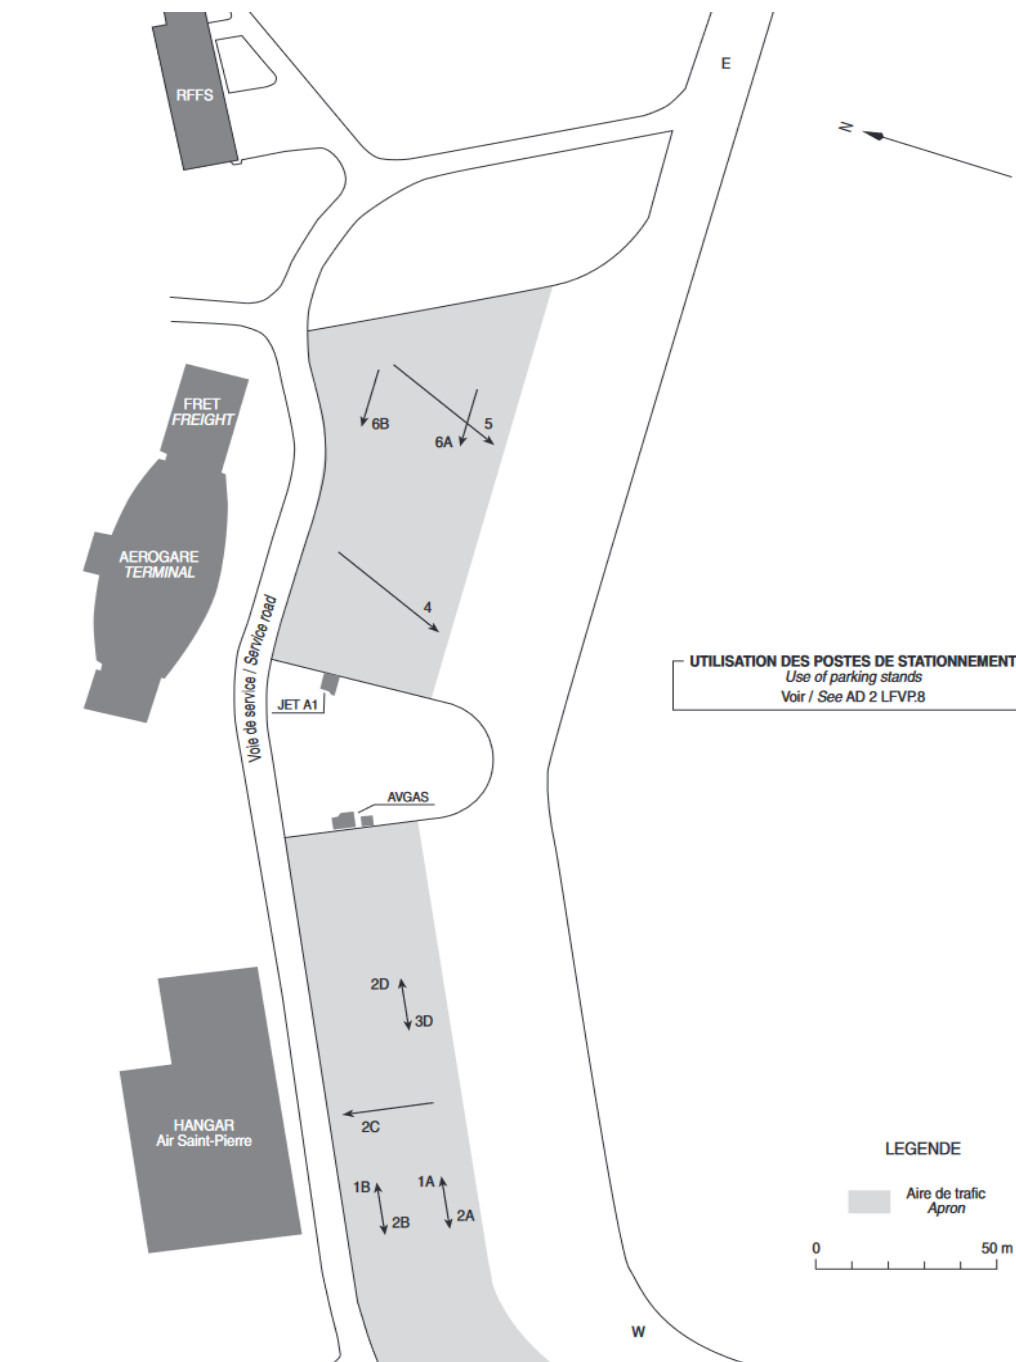 E
RFFS
N
FRET
FREIGHT
6B
5
6A
AEROGARE
TERMINAL
4
Voie de service / Service road
UTILISATION DES POSTES DE STATIONNEMENT
Use of parking stands
Voir / See AD 2 LFVP.8
JET A1
AVGAS
2D
3D
HANGAR
Air Saint-Pierre
2C
1B
1A
2B
2A
LEGENDE
Aire de trafic
Apron
0
50 m
W